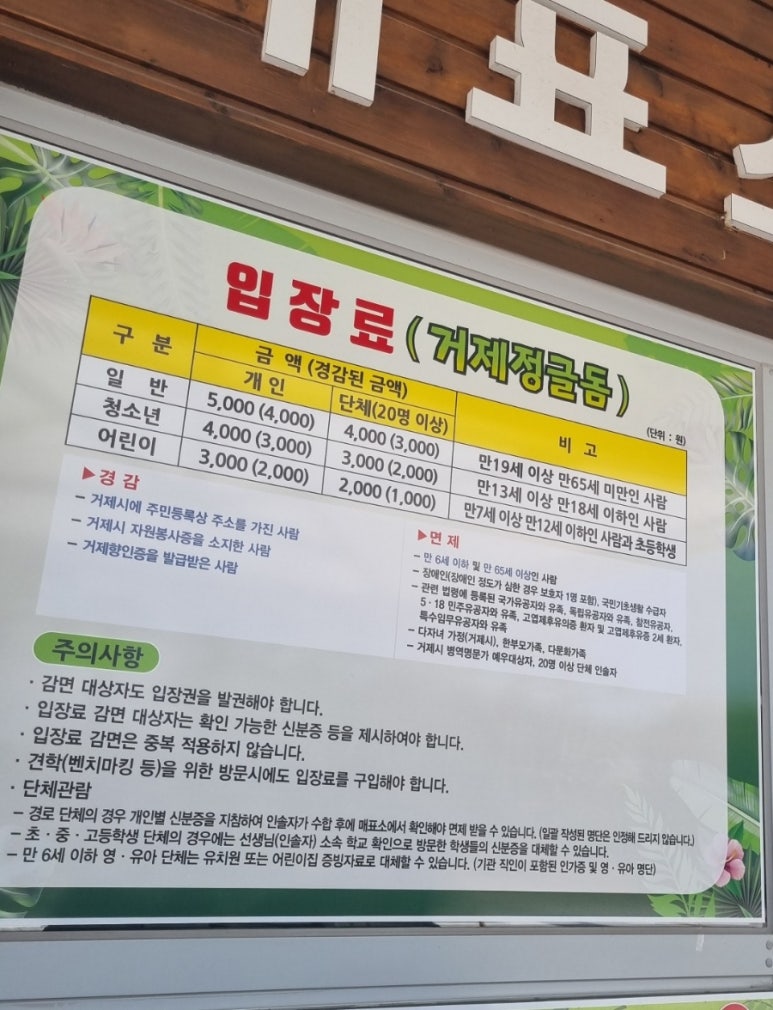 표
입장료(거제정글돔)
(단위 : 원)
구 분 금 액 (경감된 금액) 비 고
개 인 단체(20명 이상)
일 반 5,000 (4,000) 4,000 (3,000) 만19세 이상 만65세 미만인 사람
청소년 4,000 (3,000) 3,000 (2,000) 만13세 이상 만18세 이하인 사람
어린이 3,000 (2,000) 2,000 (1,000) 만7세 이상 만12세 이하인 사람과 초등학생
▶경 감
- 거제시에 주민등록상 주소를 가진 사람
- 거제시 자원봉사증을 소지한 사람
- 거제향인증을 발급받은 사람
▶면 제
- 만 6세 이하 및 만 65세 이상인 사람
- 장애인(장애인 정도가 심한 경우 보호자 1명 포함), 국민기초생활 수급자
- 관련 법령에 등록된 국가유공자와 유족, 독립유공자와 유족, 참전유공자,
5 · 18 민주유공자와 유족, 고엽제후유의증 환자 및 고엽제후유증 2세 환자,
특수임무유공자와 유족
- 다자녀 가정(거제시), 한부모가족, 다문화가족
- 거제시 병역명문가 예우대상자, 20명 이상 단체 인솔자
주의사항
· 감면 대상자도 입장권을 발권해야 합니다.
· 입장료 감면 대상자는 확인 가능한 신분증 등을 제시하여야 합니다.
· 입장료 감면은 중복 적용하지 않습니다.
· 견학(벤치마킹 등)을 위한 방문시에도 입장료를 구입해야 합니다.
· 단체관람
- 경로 단체의 경우 개인별 신분증을 지참하여 인솔자가 수합 후에 매표소에서 확인해야 면제 받을 수 있습니다. (일괄 작성된 명단은 인정해 드리지 않습니다.)
- 초 · 중 · 고등학생 단체의 경우에는 선생님(인솔자) 소속 학교 확인으로 방문한 학생들의 신분증을 대체할 수 있습니다.
- 만 6세 이하 영 · 유아 단체는 유치원 또는 어린이집 증빙자료로 대체할 수 있습니다. (기관 직인이 포함된 인가증 및 영 · 유아 명단)